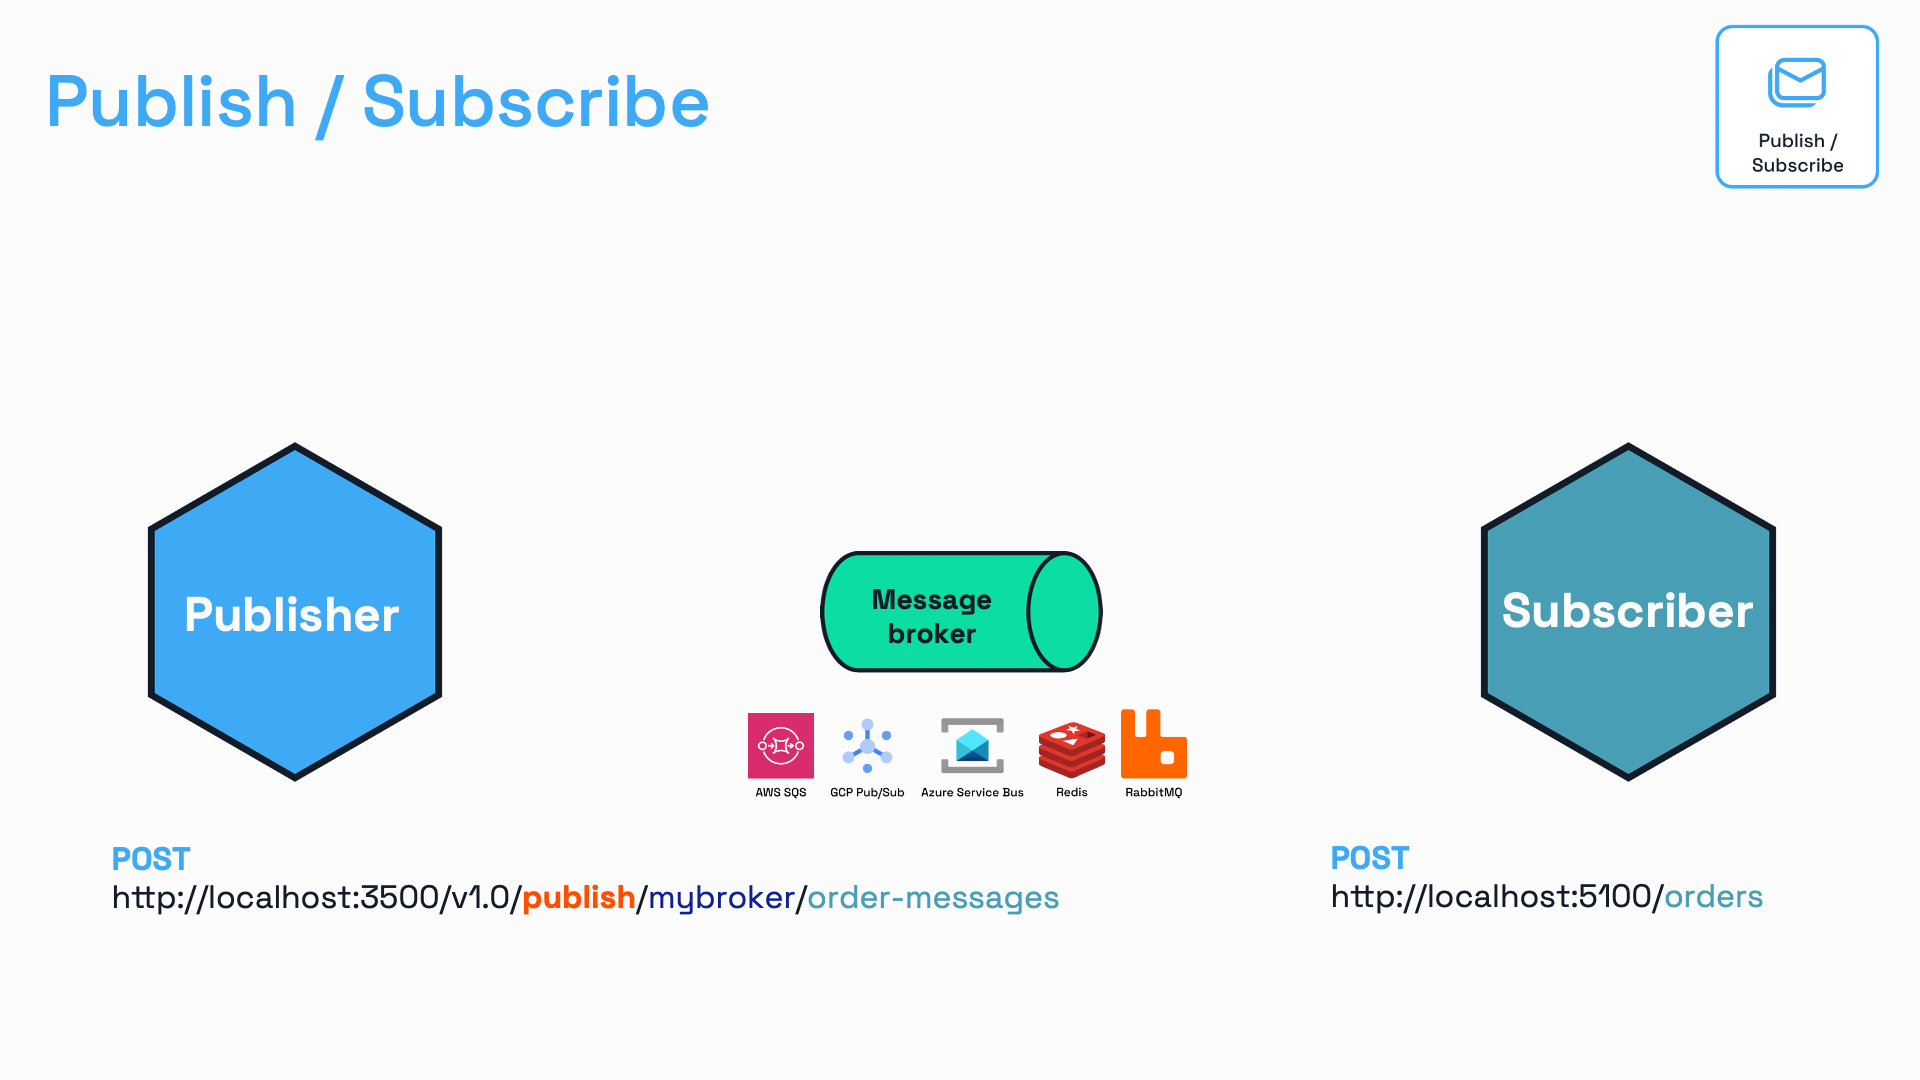 Publish / Subscribe
Publish /
Subscribe
Publisher
Message
broker
Subscriber
AWS SQS
GCP Pub/Sub
Azure Service Bus
Redis
RabbitMQ
POST
http://localhost:3500/v1.0/publish/mybroker/order-messages
POST
http://localhost:5100/orders